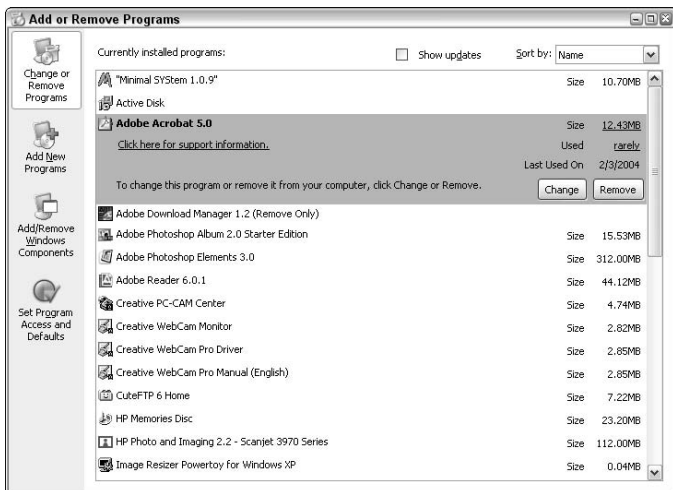 Add or Remove Programs
Change or
Remove
Programs
Add New
Programs
Add/Remove
Windows
Components
Set Program
Access and
Defaults
Currently installed programs:
Show updates
Sort by: Name
"Minimal SYStem 1.0.9" Size 10.70MB
Active Disk
Adobe Acrobat 5.0 Size 12.43MB
Click here for support information. Used rarely
Last Used On 2/3/2004
To change this program or remove it from your computer, click Change or Remove. Change Remove
Adobe Download Manager 1.2 (Remove Only)
Adobe Photoshop Album 2.0 Starter Edition Size 15.53MB
Adobe Photoshop Elements 3.0 Size 312.00MB
Adobe Reader 6.0.1 Size 44.12MB
Creative PC-CAM Center Size 4.74MB
Creative WebCam Monitor Size 2.82MB
Creative WebCam Pro Driver Size 2.85MB
Creative WebCam Pro Manual (English) Size 2.85MB
CuteFTP 6 Home Size 7.22MB
HP Memories Disc Size 23.20MB
HP Photo and Imaging 2.2 - Scanjet 3970 Series Size 112.00MB
Image Resizer Powertoy for Windows XP Size 0.04MB